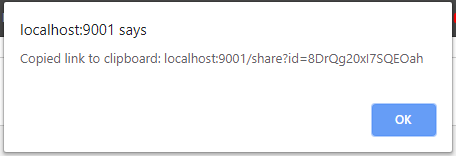 localhost:9001 says
Copied link to clipboard: localhost:9001/share?id=8DrQg20xI7SQEOah
OK